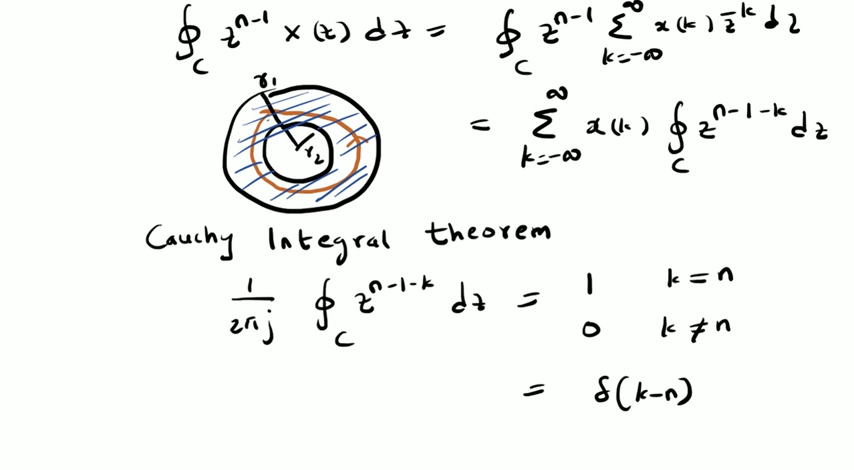 ∮_C z^{n-1} X(z) dz = ∮_C z^{n-1} Σ_{k=-∞}^{∞} x(k) z^{-k} dz
= Σ_{k=-∞}^{∞} x(k) ∮_C z^{n-1-k} dz
r₁
r₂
Cauchy Integral theorem
1/(2πj) ∮_C z^{n-1-k} dz = 1 k = n
0 k ≠ n
= δ(k-n)